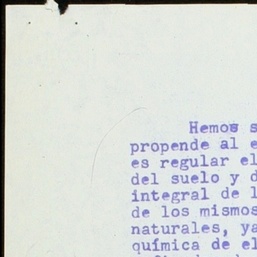 Hemos s
propende al e
es regular el
del suelo y d
integral de l
de los mismos
naturales, ya
química de el